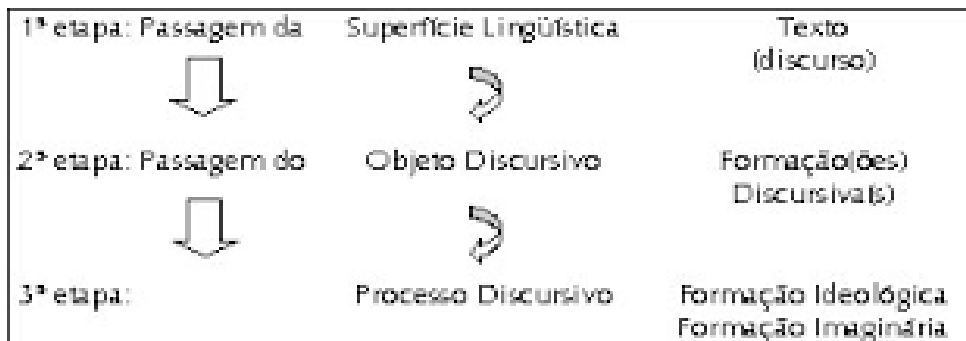 1ª etapa: Passagem da Superfície Lingüística Texto
(discurso)
2ª etapa: Passagem do Objeto Discursivo Formação(ões)
Discursiva(s)
3ª etapa: Processo Discursivo Formação Ideológica
Formação Imaginária